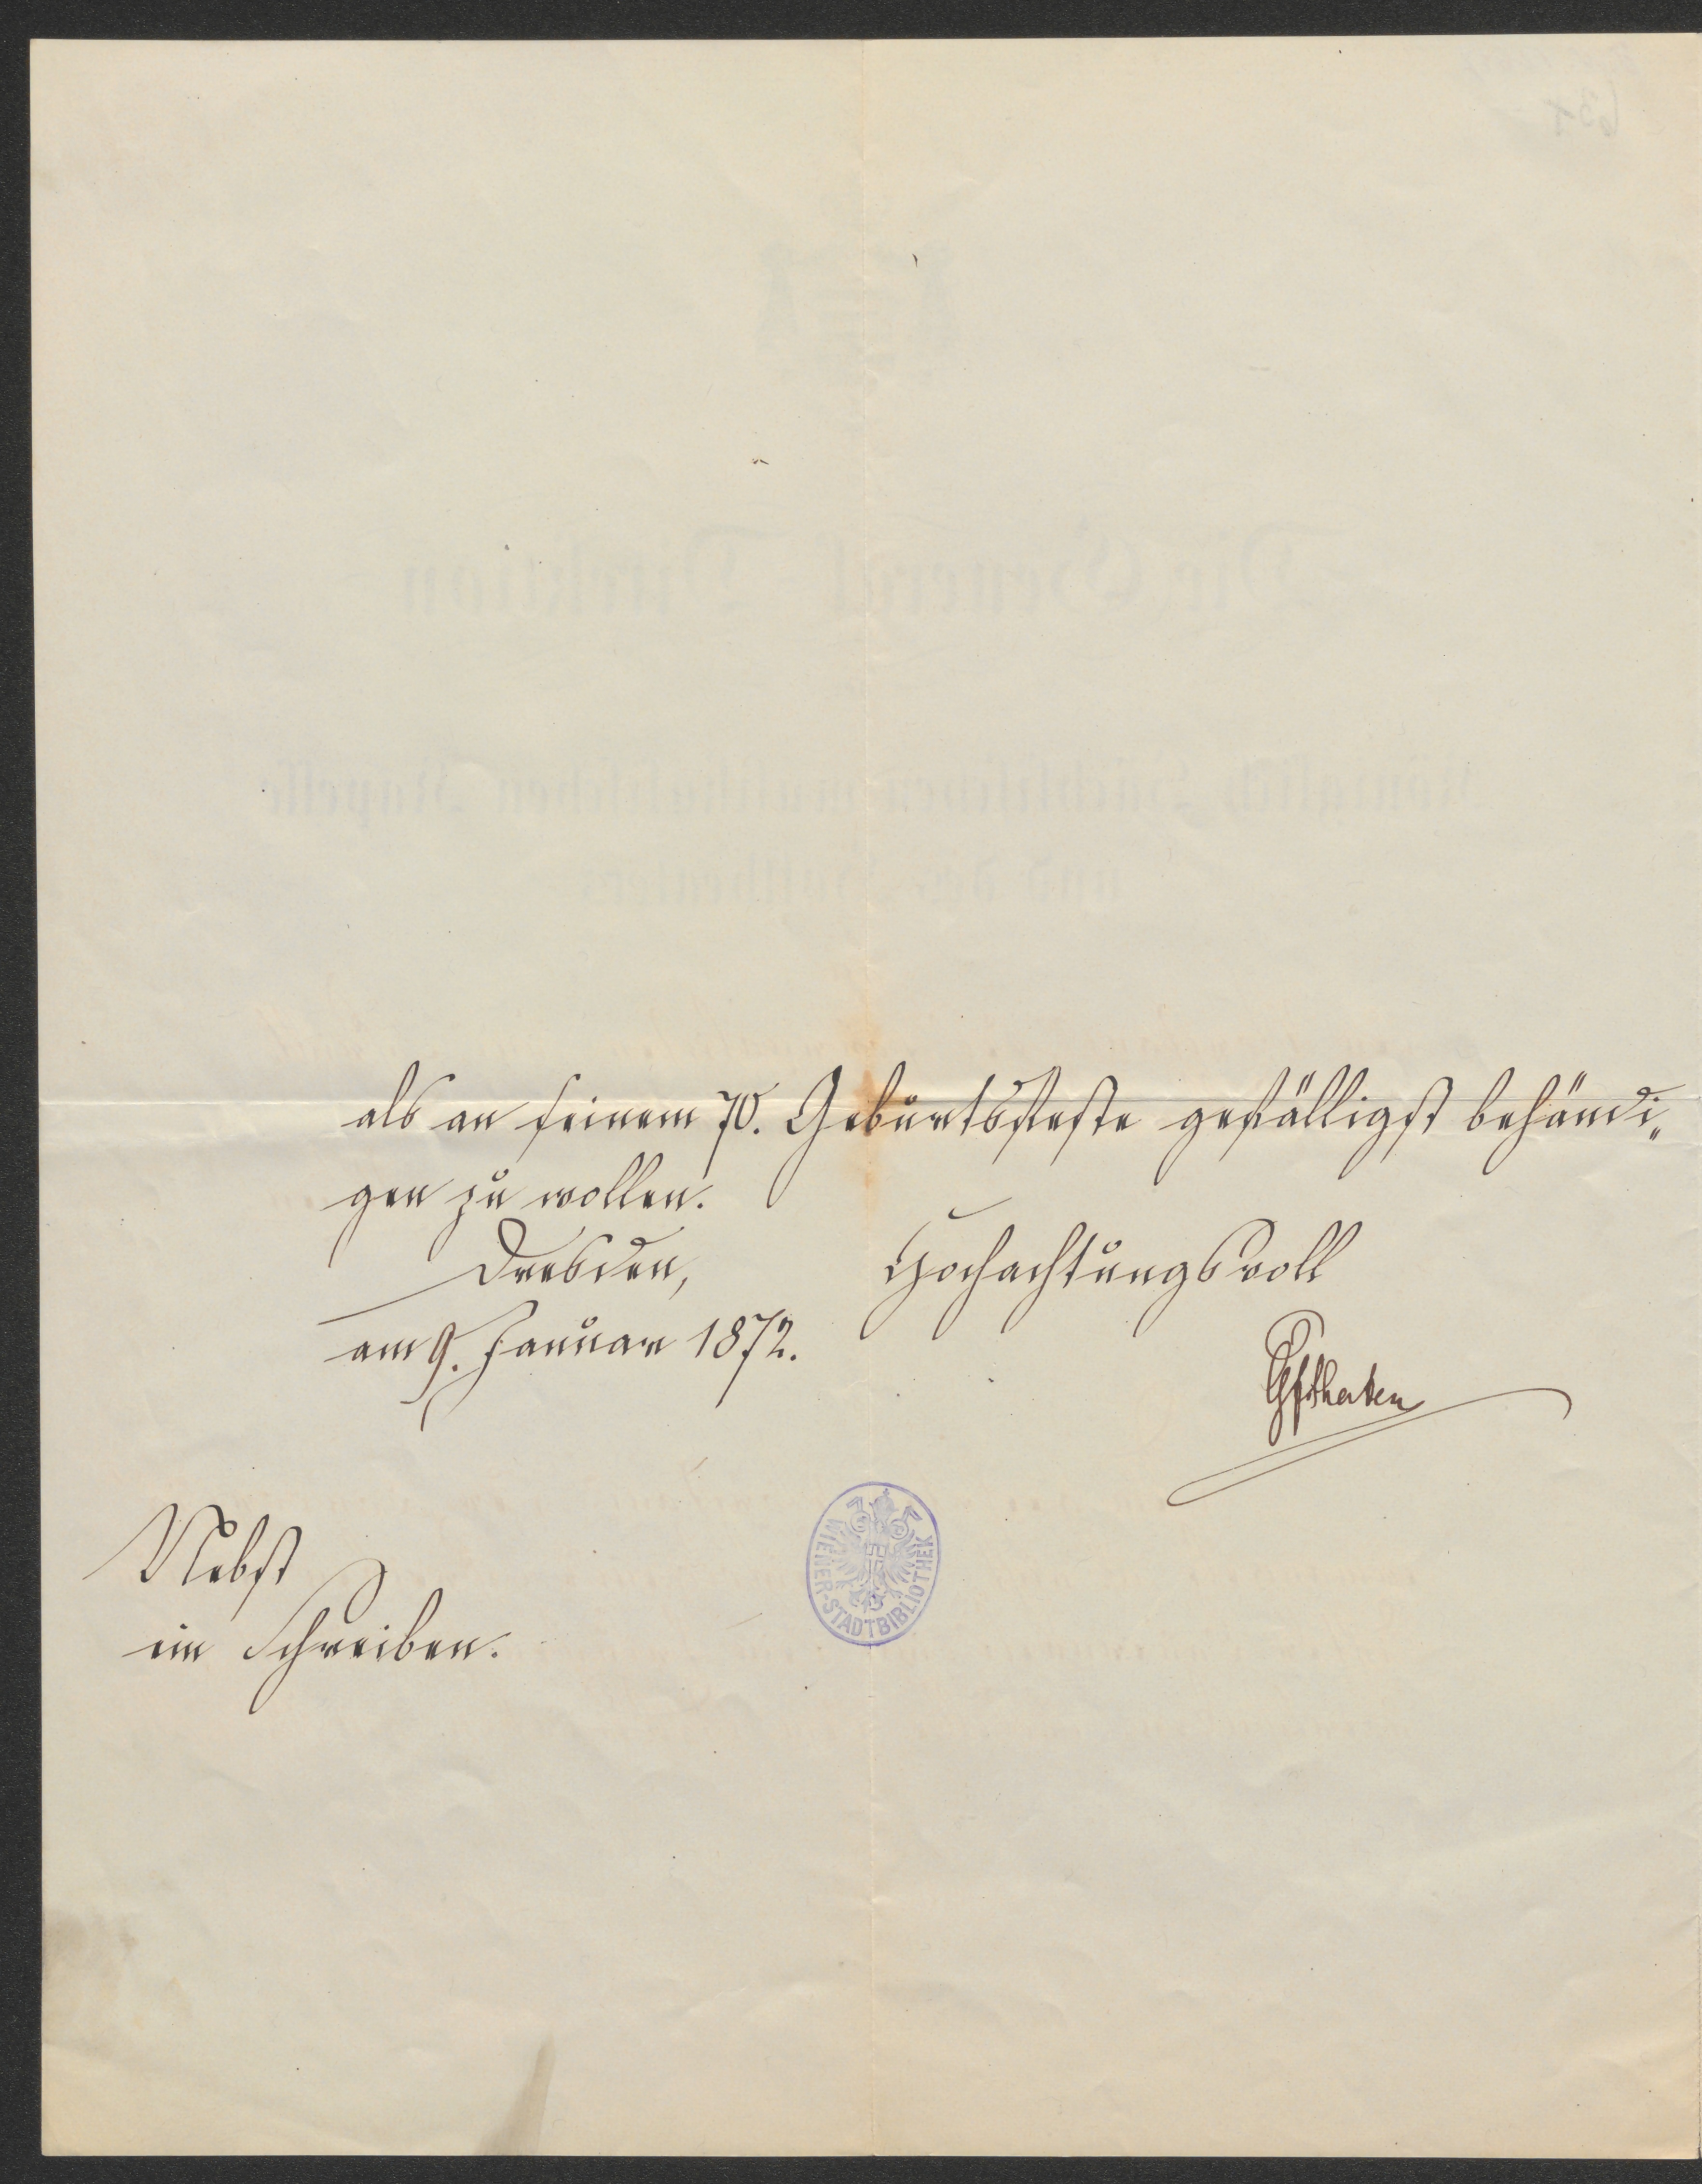 als an seinem 70. Geburtsfeste gefälligst behändi„
gen zu wollen.
Dresden,
am 9. Januar 1872.
Hochachtungsvoll
Nebst
ein Schreiben.
WIENER-STADTBIBLIOTHEK